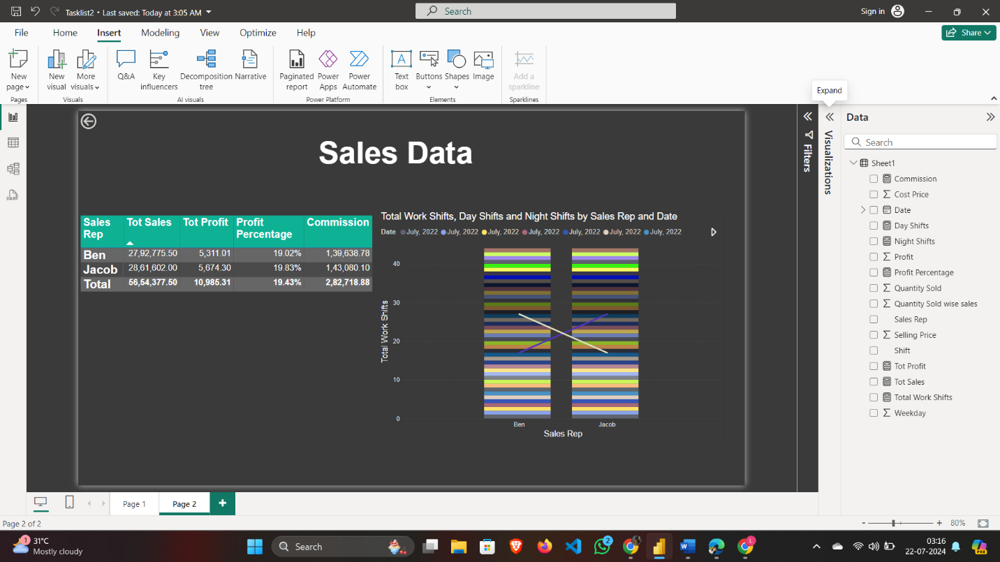 Tasklist2 • Last saved: Today at 3:05 AM
Search
Sign in
File
Home
Insert
Modeling
View
Optimize
Help
Share
New page
New visual
More visuals
Q&A
Key influencers
Decomposition tree
Narrative
Paginated report
Power Apps
Power Automate
Text box
Buttons
Shapes
Image
Add a sparkline
Pages
Visuals
AI visuals
Power Platform
Elements
Sparklines
Expand
Sales Data
Sales Rep
Tot Sales
Tot Profit
Profit Percentage
Commission
Ben 27,92,775.50 5,311.01 19.02% 1,39,638.78
Jacob 28,61,602.00 5,674.30 19.83% 1,43,080.10
Total 56,54,377.50 10,985.31 19.43% 2,82,718.88
Total Work Shifts, Day Shifts and Night Shifts by Sales Rep and Date
Date July, 2022 July, 2022 July, 2022 July, 2022 July, 2022 July, 2022 July, 2022
Total Work Shifts
40
30
20
10
0
Ben
Jacob
Sales Rep
Filters
Visualizations
Data
Search
Sheet1
Commission
Cost Price
Date
Day Shifts
Night Shifts
Profit
Profit Percentage
Quantity Sold
Quantity Sold wise sales
Sales Rep
Selling Price
Shift
Tot Profit
Tot Sales
Total Work Shifts
Weekday
DAX
Page 1
Page 2
Page 2 of 2
- + 80%
1
31°C
Mostly cloudy
Search
2
L
PRE
03:16
22-07-2024